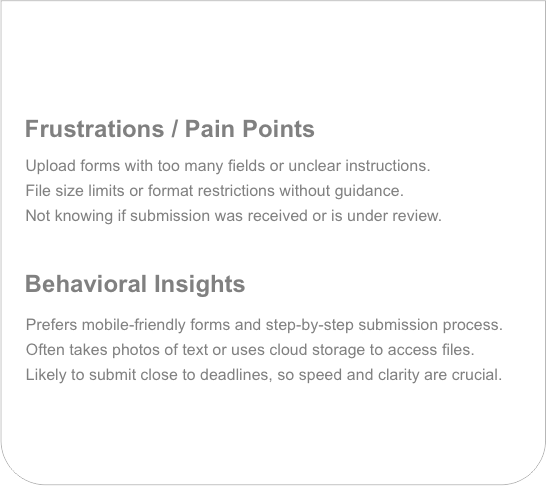 Frustrations / Pain Points
Upload forms with too many fields or unclear instructions.
File size limits or format restrictions without guidance.
Not knowing if submission was received or is under review.
Behavioral Insights
Prefers mobile-friendly forms and step-by-step submission process.
Often takes photos of text or uses cloud storage to access files.
Likely to submit close to deadlines, so speed and clarity are crucial.